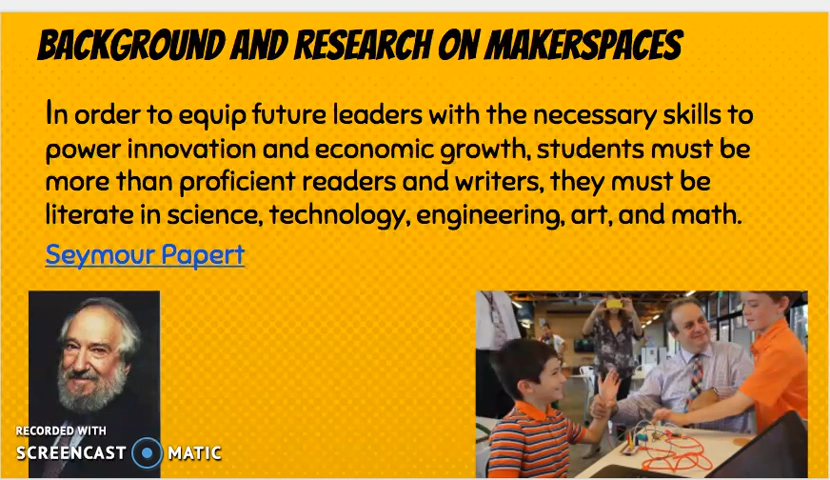 BACKGROUND AND RESEARCH ON MAKERSPACES
In order to equip future leaders with the necessary skills to
power innovation and economic growth, students must be
more than proficient readers and writers, they must be
literate in science, technology, engineering, art, and math.
Seymour Papert
RECORDED WITH
SCREENCAST MATIC